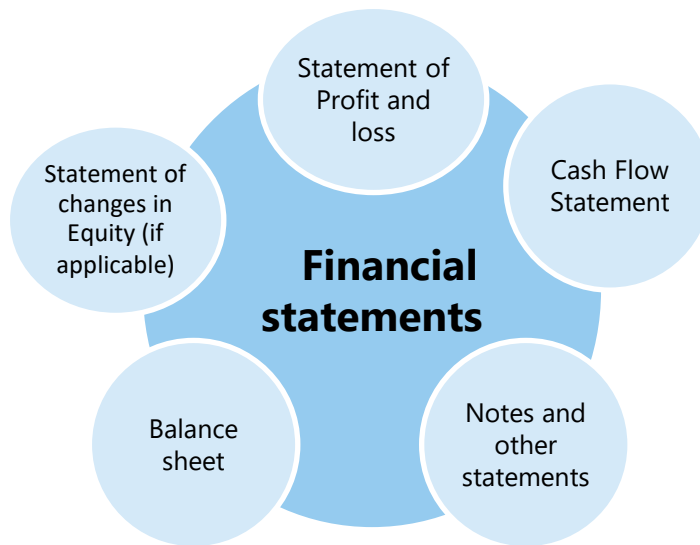 Statement of
Profit and
loss
Cash Flow
Statement
Statement of
changes in
Equity (if
applicable)
Financial
statements
Balance
sheet
Notes and
other
statements